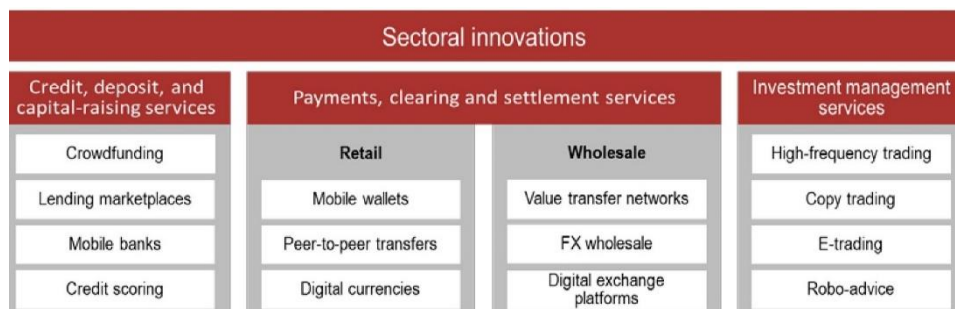 Sectoral innovations
Credit, deposit, and
capital-raising services
Crowdfunding
Lending marketplaces
Mobile banks
Credit scoring
Payments, clearing and settlement services
Retail
Mobile wallets
Peer-to-peer transfers
Digital currencies
Wholesale
Value transfer networks
FX wholesale
Digital exchange
platforms
Investment management
services
High-frequency trading
Copy trading
E-trading
Robo-advice